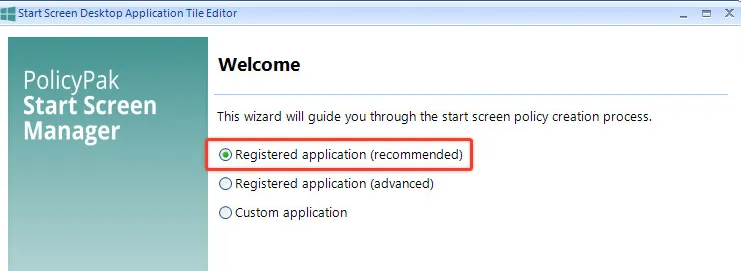 Start Screen Desktop Application Tile Editor
PolicyPak
Start Screen
Manager
Welcome
This wizard will guide you through the start screen policy creation process.
Registered application (recommended)
Registered application (advanced)
Custom application